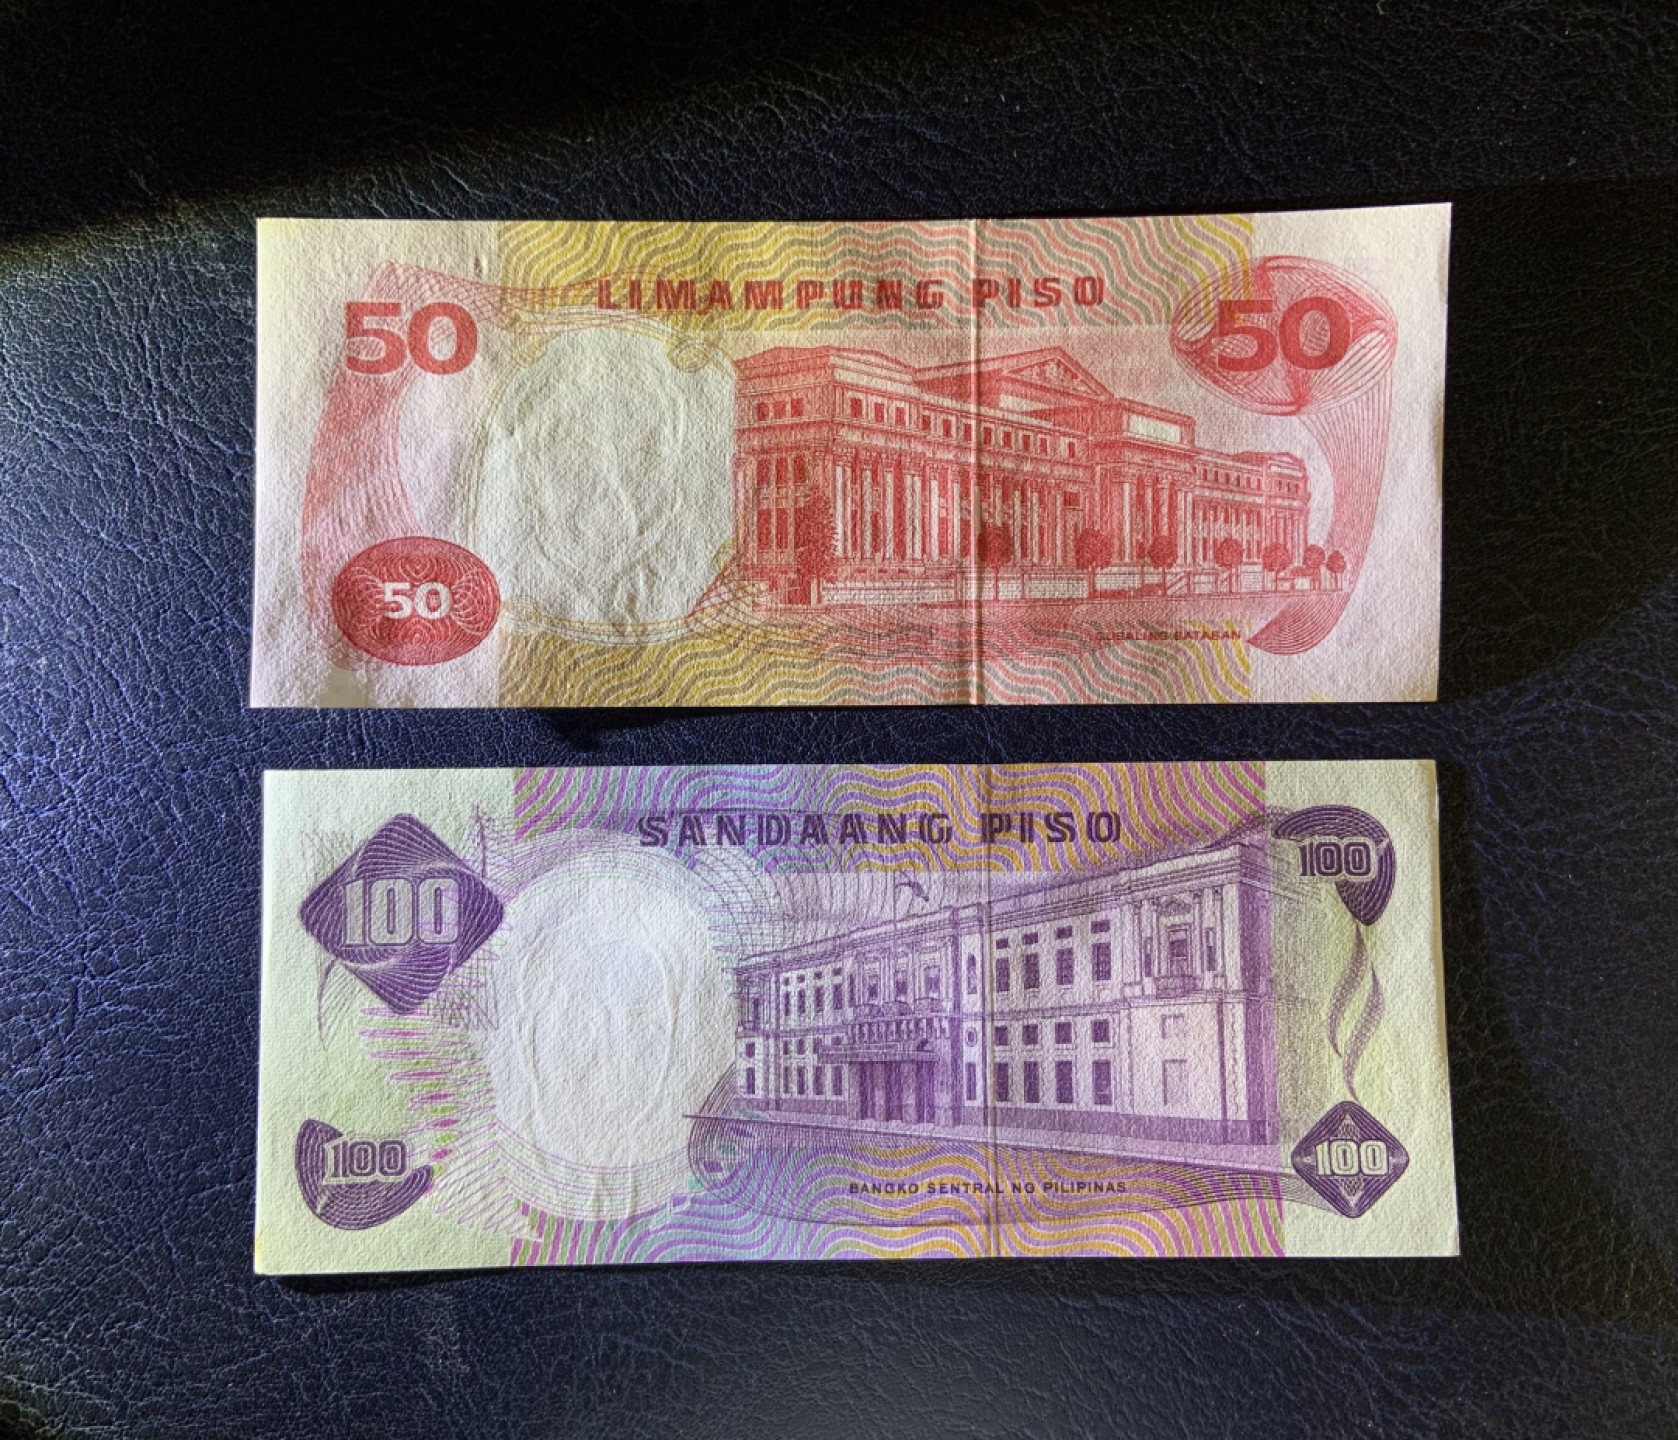 LIMAMPUNG PISO
50 50
50
GUSALING BATASAN
SANDAANG PISO
100 100
100 100
BANGKO SENTRAL NG PILIPINAS